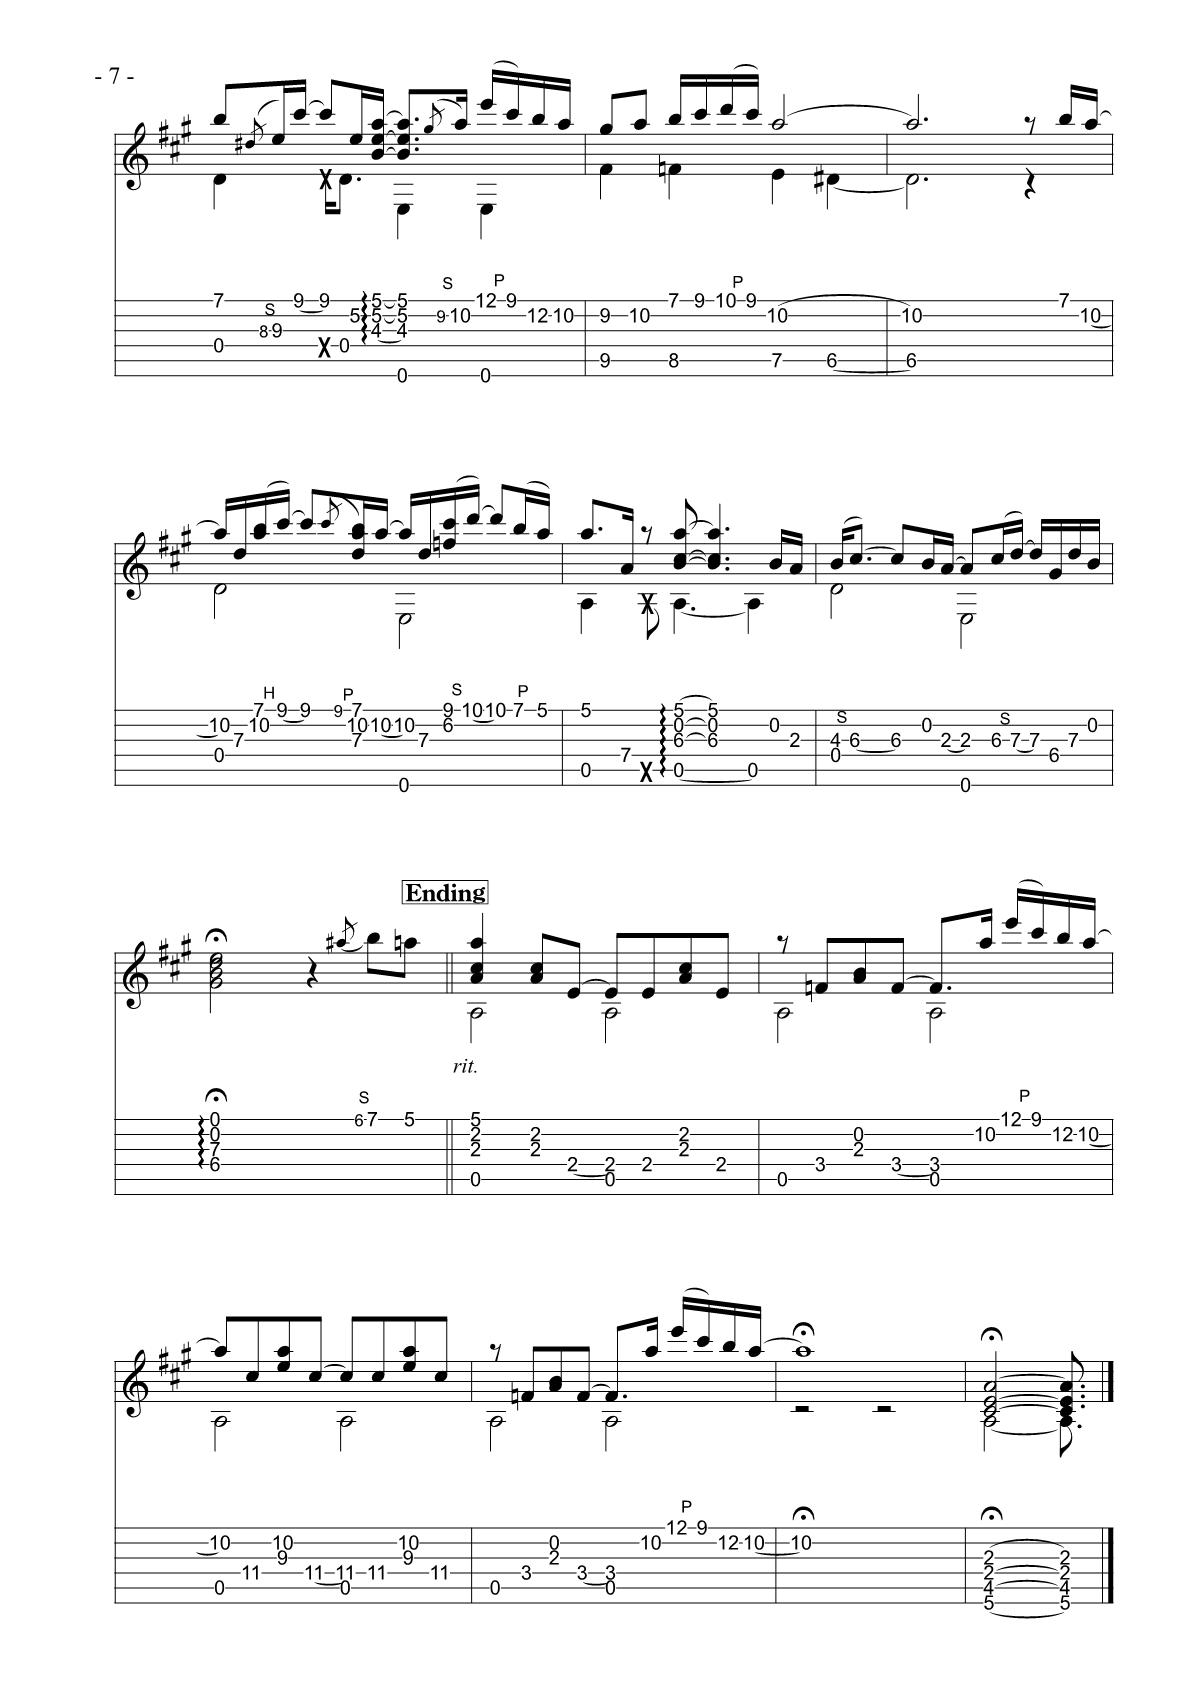 - 7 -
S P P
7 9 9 5 5 12 9 7 9 10 9 7
5 5 5 9 10 12 10 9 10 10 10 10
8 9 4 4
0 X 0
9 8 7 6 6
0 0
H P S P S S
7 9 9 9 7 9 10 10 7 5 5 5 5
10 10 10 10 10 6 0 0 0 0 0
7 7 7 6 6 2 4 6 6 2 2 6 7 7 7
0 7 0 6
0 X 0 0
0 0
Ending
rit.
S P
0 6 7 5 5 12 9
0 2 2 2 0 10 12 10
7 2 2 2 2
6 2 2 2 2 3 3 3
0 0 0 0
P
12 9
10 10 10 0 10 12 10 10
9 9 2 2 2
11 11 11 11 11 3 3 3 2 2
0 0 0 0 4 4
5 5